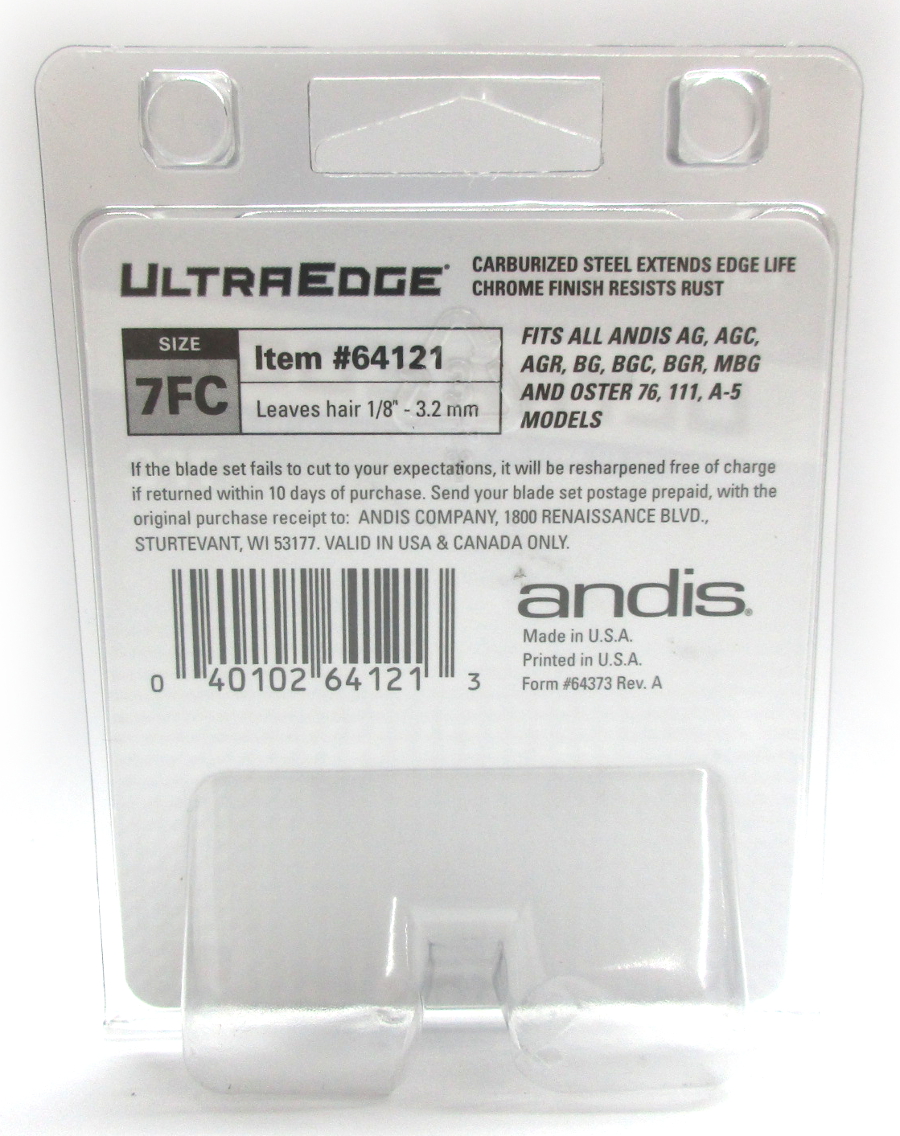 ULTRAEDGE®
CARBURIZED STEEL EXTENDS EDGE LIFE
CHROME FINISH RESISTS RUST
SIZE
7FC
Item #64121
Leaves hair 1/8" - 3.2 mm
FITS ALL ANDIS AG, AGC,
AGR, BG, BGC, BGR, MBG
AND OSTER 76, 111, A-5
MODELS
If the blade set fails to cut to your expectations, it will be resharpened free of charge
if returned within 10 days of purchase. Send your blade set postage prepaid, with the
original purchase receipt to: ANDIS COMPANY, 1800 RENAISSANCE BLVD.,
STURTEVANT, WI 53177. VALID IN USA & CANADA ONLY.
0 40102 64121 3
andis®
Made in U.S.A.
Printed in U.S.A.
Form #64373 Rev. A